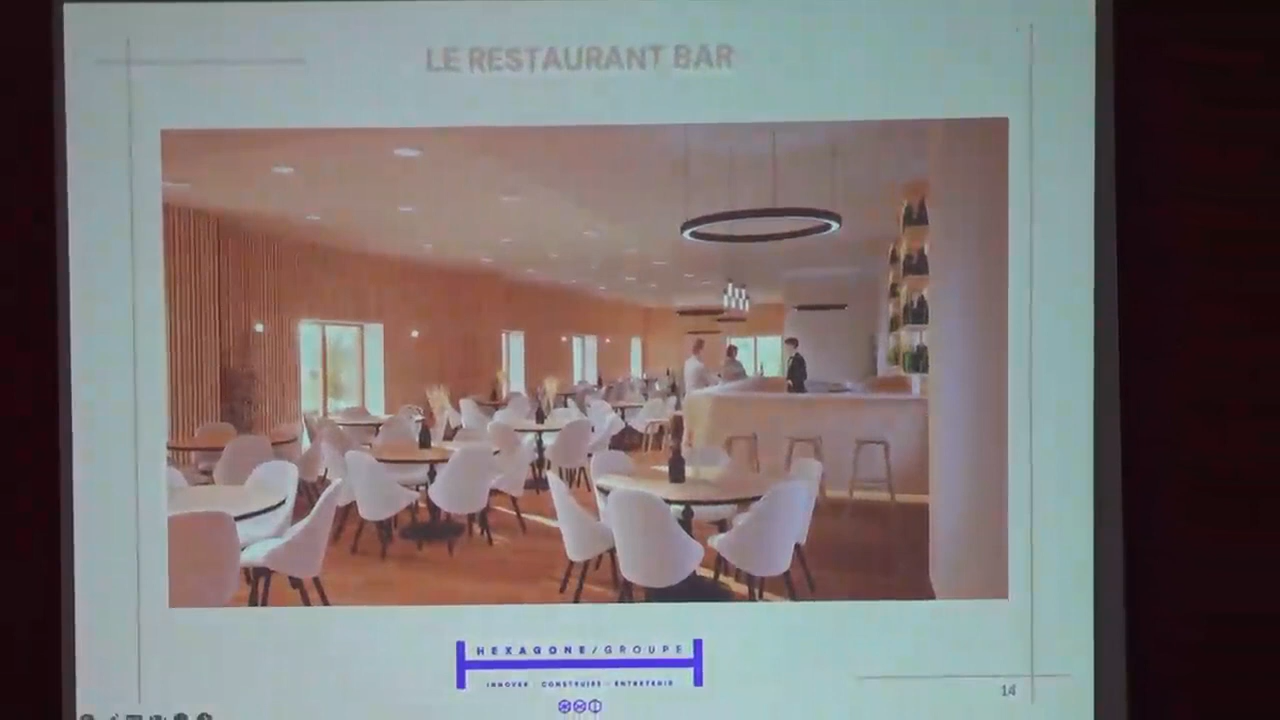 LE RESTAURANT BAR
HEXAGONE/GROUPE
INNOVER - CONSTRUIRE - ENTRETENIR
14